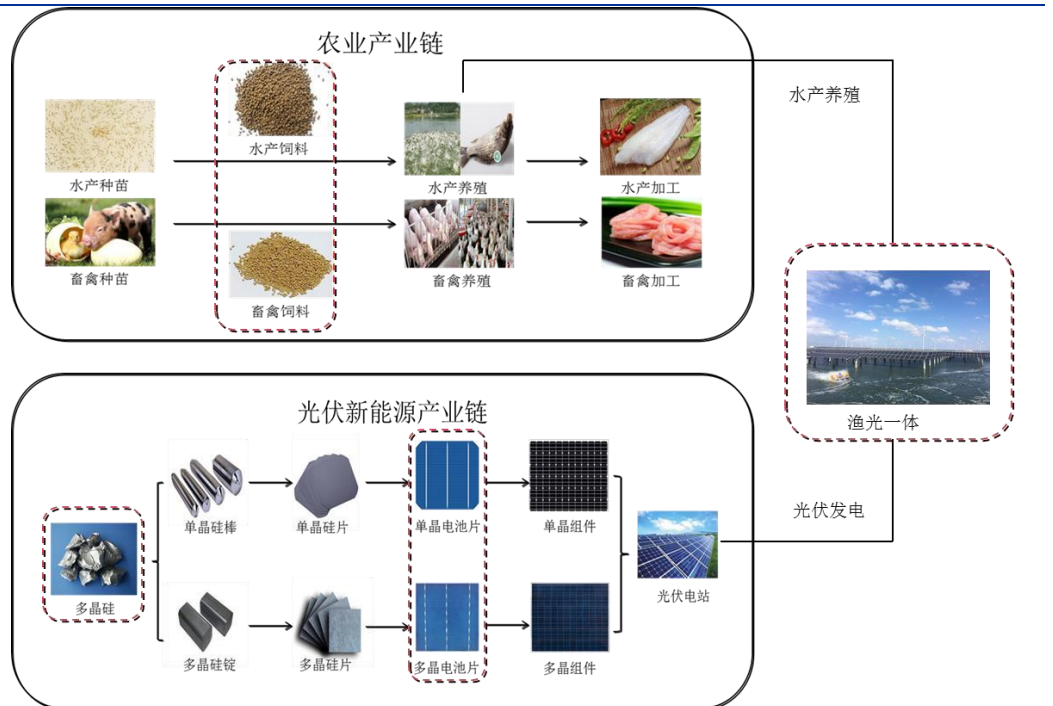 农业产业链
水产养殖
水产饲料
水产种苗
水产养殖
水产加工
畜禽种苗
畜禽饲料
畜禽养殖
畜禽加工
渔光一体
光伏新能源产业链
光伏发电
单晶硅棒
单晶硅片
单晶电池片
单晶组件
多晶硅
光伏电站
多晶硅锭
多晶硅片
多晶电池片
多晶组件